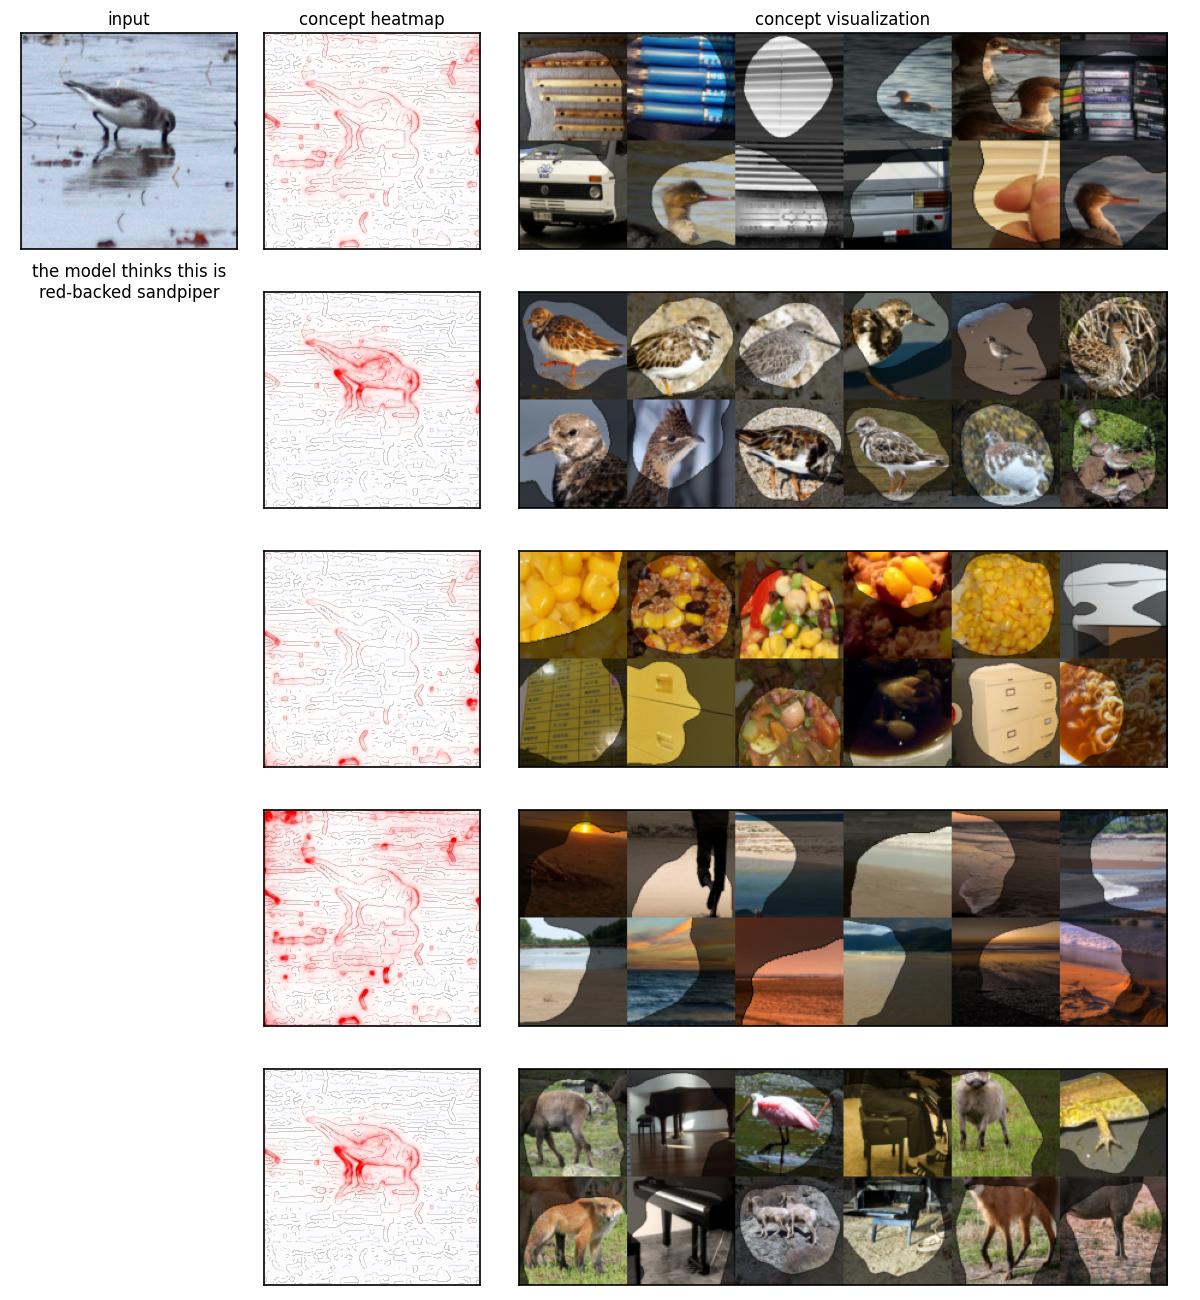 input
concept heatmap
concept visualization
the model thinks this is
red-backed sandpiper